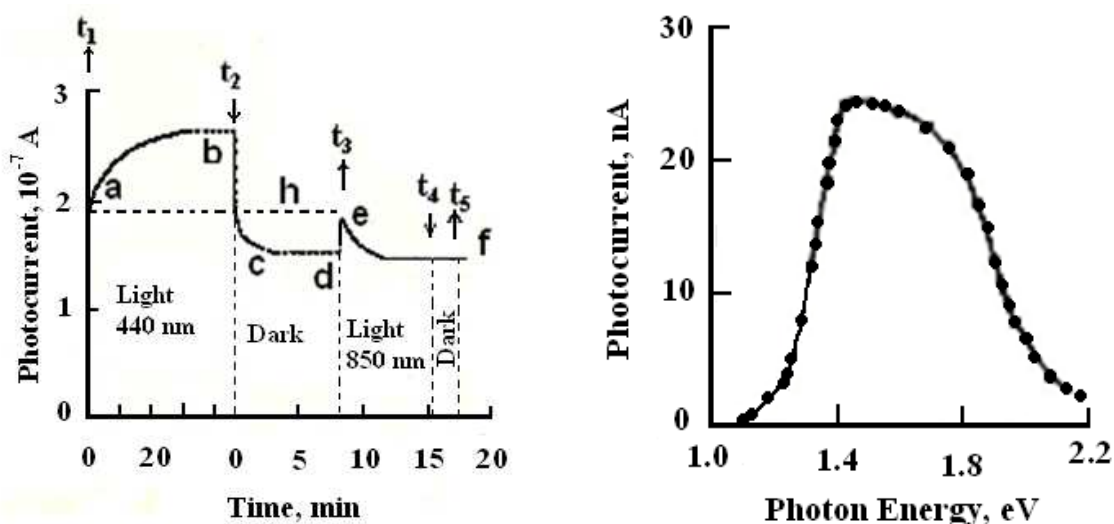 t₁
t₂
t₃
t₄
t₅
3
2
1
0
Photocurrent, 10⁻⁷ A
a
b
h
c
d
e
f
Light
440 nm
Dark
Light
850 nm
Dark
0 20 0 5 10 15 20
Time, min
30
20
10
0
Photocurrent, nA
1.0 1.4 1.8 2.2
Photon Energy, eV